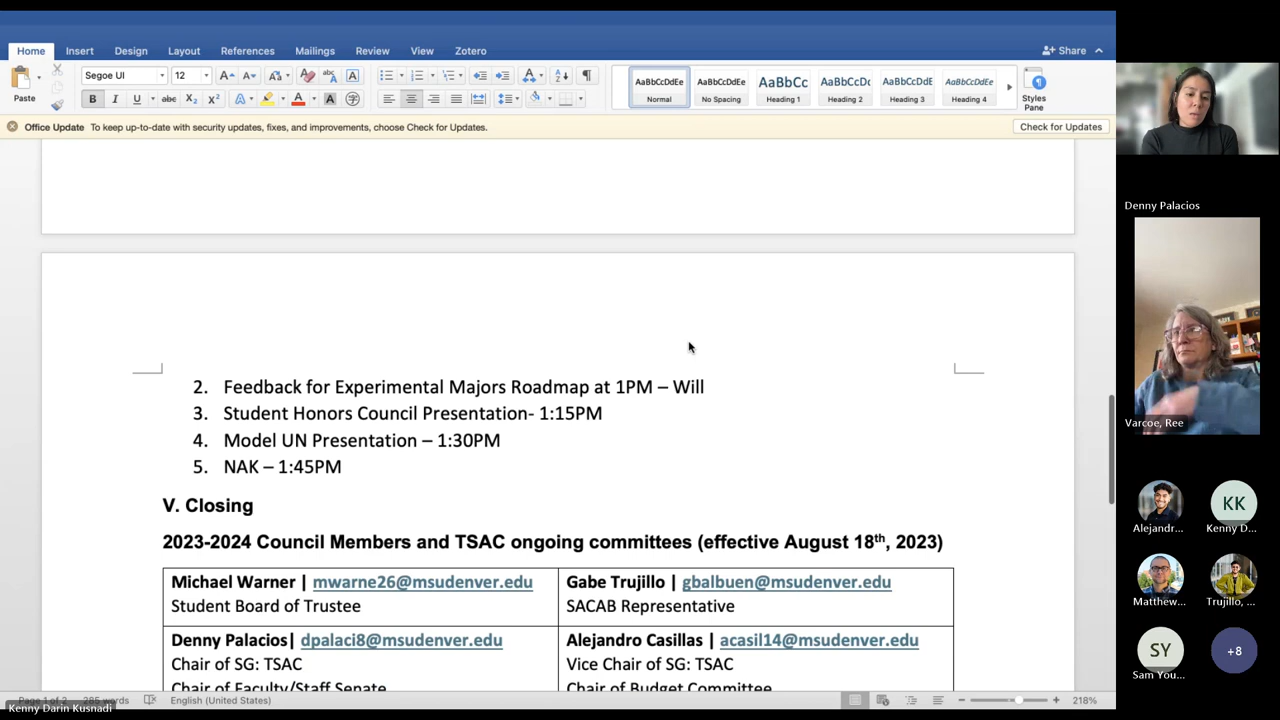 Home Insert Design Layout References Mailings Review View Zotero Share
Paste
Segoe UI 12
AaBbCcDdEe AaBbCcDdEe AaBbCc AaBbCcDc AaBbCcDdE AaBbCcDdEe
Normal No Spacing Heading 1 Heading 2 Heading 3 Heading 4
Styles Pane
Office Update To keep up-to-date with security updates, fixes, and improvements, choose Check for Updates. Check for Updates
2. Feedback for Experimental Majors Roadmap at 1PM – Will
3. Student Honors Council Presentation- 1:15PM
4. Model UN Presentation – 1:30PM
5. NAK – 1:45PM
V. Closing
2023-2024 Council Members and TSAC ongoing committees (effective August 18th, 2023)
Michael Warner | mwarne26@msudenver.edu
Student Board of Trustee
Gabe Trujillo | gbalbuen@msudenver.edu
SACAB Representative
Denny Palacios| dpalaci8@msudenver.edu
Chair of SG: TSAC
Chair of Faculty/Staff Senate
Alejandro Casillas | acasil14@msudenver.edu
Vice Chair of SG: TSAC
Chair of Budget Committee
Page 1 of 2 285 words English (United States) 218%
Kenny Darin Kusnadi
Denny Palacios
Varcoe, Ree
KK
Alejandr... Kenny D...
Matthew... Trujillo, ...
SY +8
Sam You...